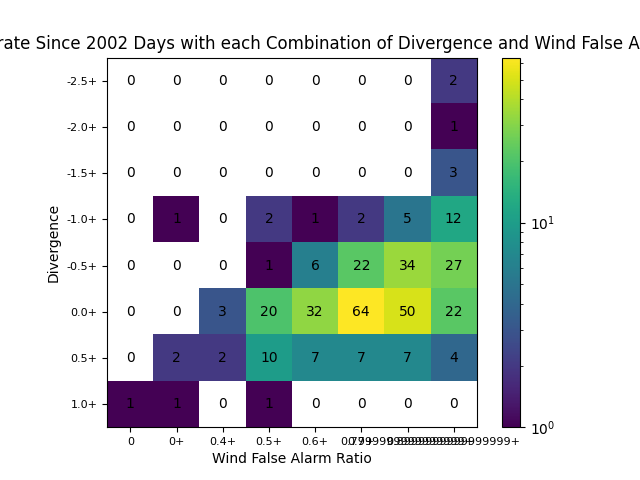 rate Since 2002 Days with each Combination of Divergence and Wind False A
-2.5+ 0 0 0 0 0 0 0 2
-2.0+ 0 0 0 0 0 0 0 1
-1.5+ 0 0 0 0 0 0 0 3
-1.0+ 0 1 0 2 1 2 5 12
-0.5+ 0 0 0 1 6 22 34 27
0.0+ 0 0 3 20 32 64 50 22
0.5+ 0 2 2 10 7 7 7 4
1.0+ 1 1 0 1 0 0 0 0
0 0+ 0.4+ 0.5+ 0.6+
Wind False Alarm Ratio
Divergence
10¹
10⁰